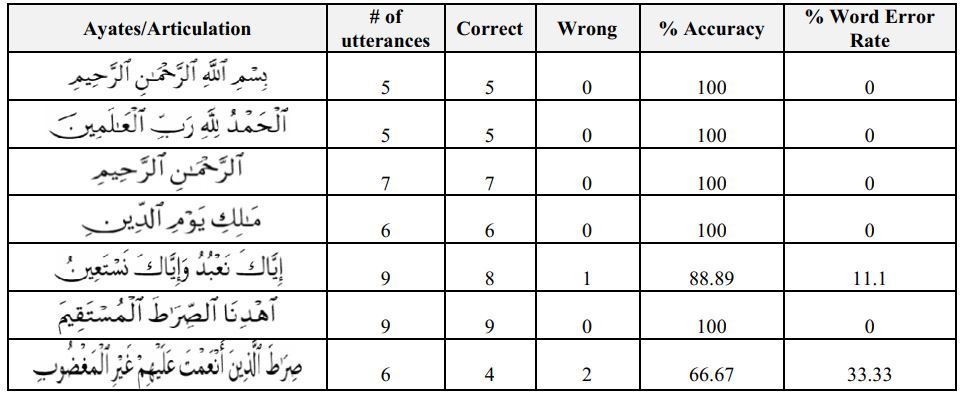 Ayates/Articulation # of utterances Correct Wrong % Accuracy % Word Error Rate
بِسْمِ ٱللَّهِ ٱلرَّحْمَٰنِ ٱلرَّحِيمِ 5 5 0 100 0
ٱلْحَمْدُ لِلَّهِ رَبِّ ٱلْعَٰلَمِينَ 5 5 0 100 0
ٱلرَّحْمَٰنِ ٱلرَّحِيمِ 7 7 0 100 0
مَٰلِكِ يَوْمِ ٱلدِّينِ 6 6 0 100 0
إِيَّاكَ نَعْبُدُ وَإِيَّاكَ نَسْتَعِينُ 9 8 1 88.89 11.1
ٱهْدِنَا ٱلصِّرَٰطَ ٱلْمُسْتَقِيمَ 9 9 0 100 0
صِرَٰطَ ٱلَّذِينَ أَنْعَمْتَ عَلَيْهِمْ غَيْرِ ٱلْمَغْضُوبِ 6 4 2 66.67 33.33